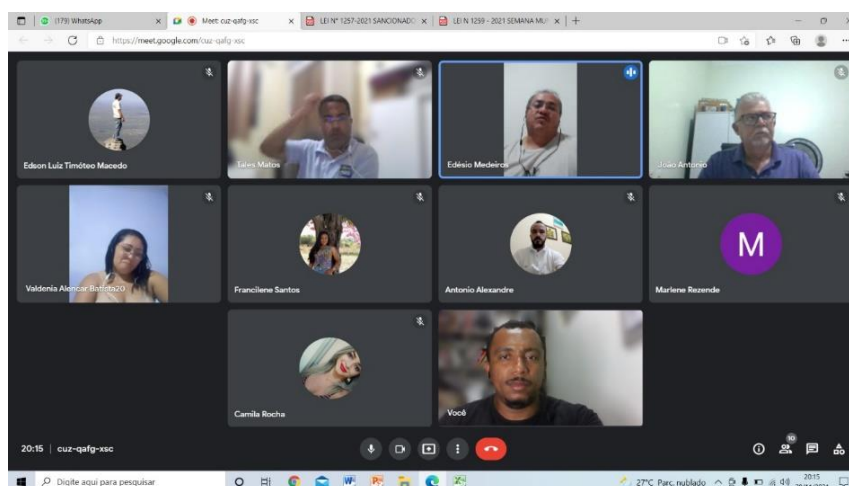 (179) WhatsApp
Meet: cuz-qafg-xsc
LEI Nº 1257-2021 SANCIONADO
LEI N 1259 - 2021 SEMANA MU
https://meet.google.com/cuz-qafg-xsc
Edson Luiz Timóteo Macedo
Tales Matos
Edésio Medeiros
João Antonio
Valdenia Alencar Batista20
Francilene Santos
Antonio Alexandre
M
Marlene Rezende
Camila Rocha
Você
20:15 | cuz-qafg-xsc
10
Digite aqui para pesquisar
27°C Parc. nublado
20:15